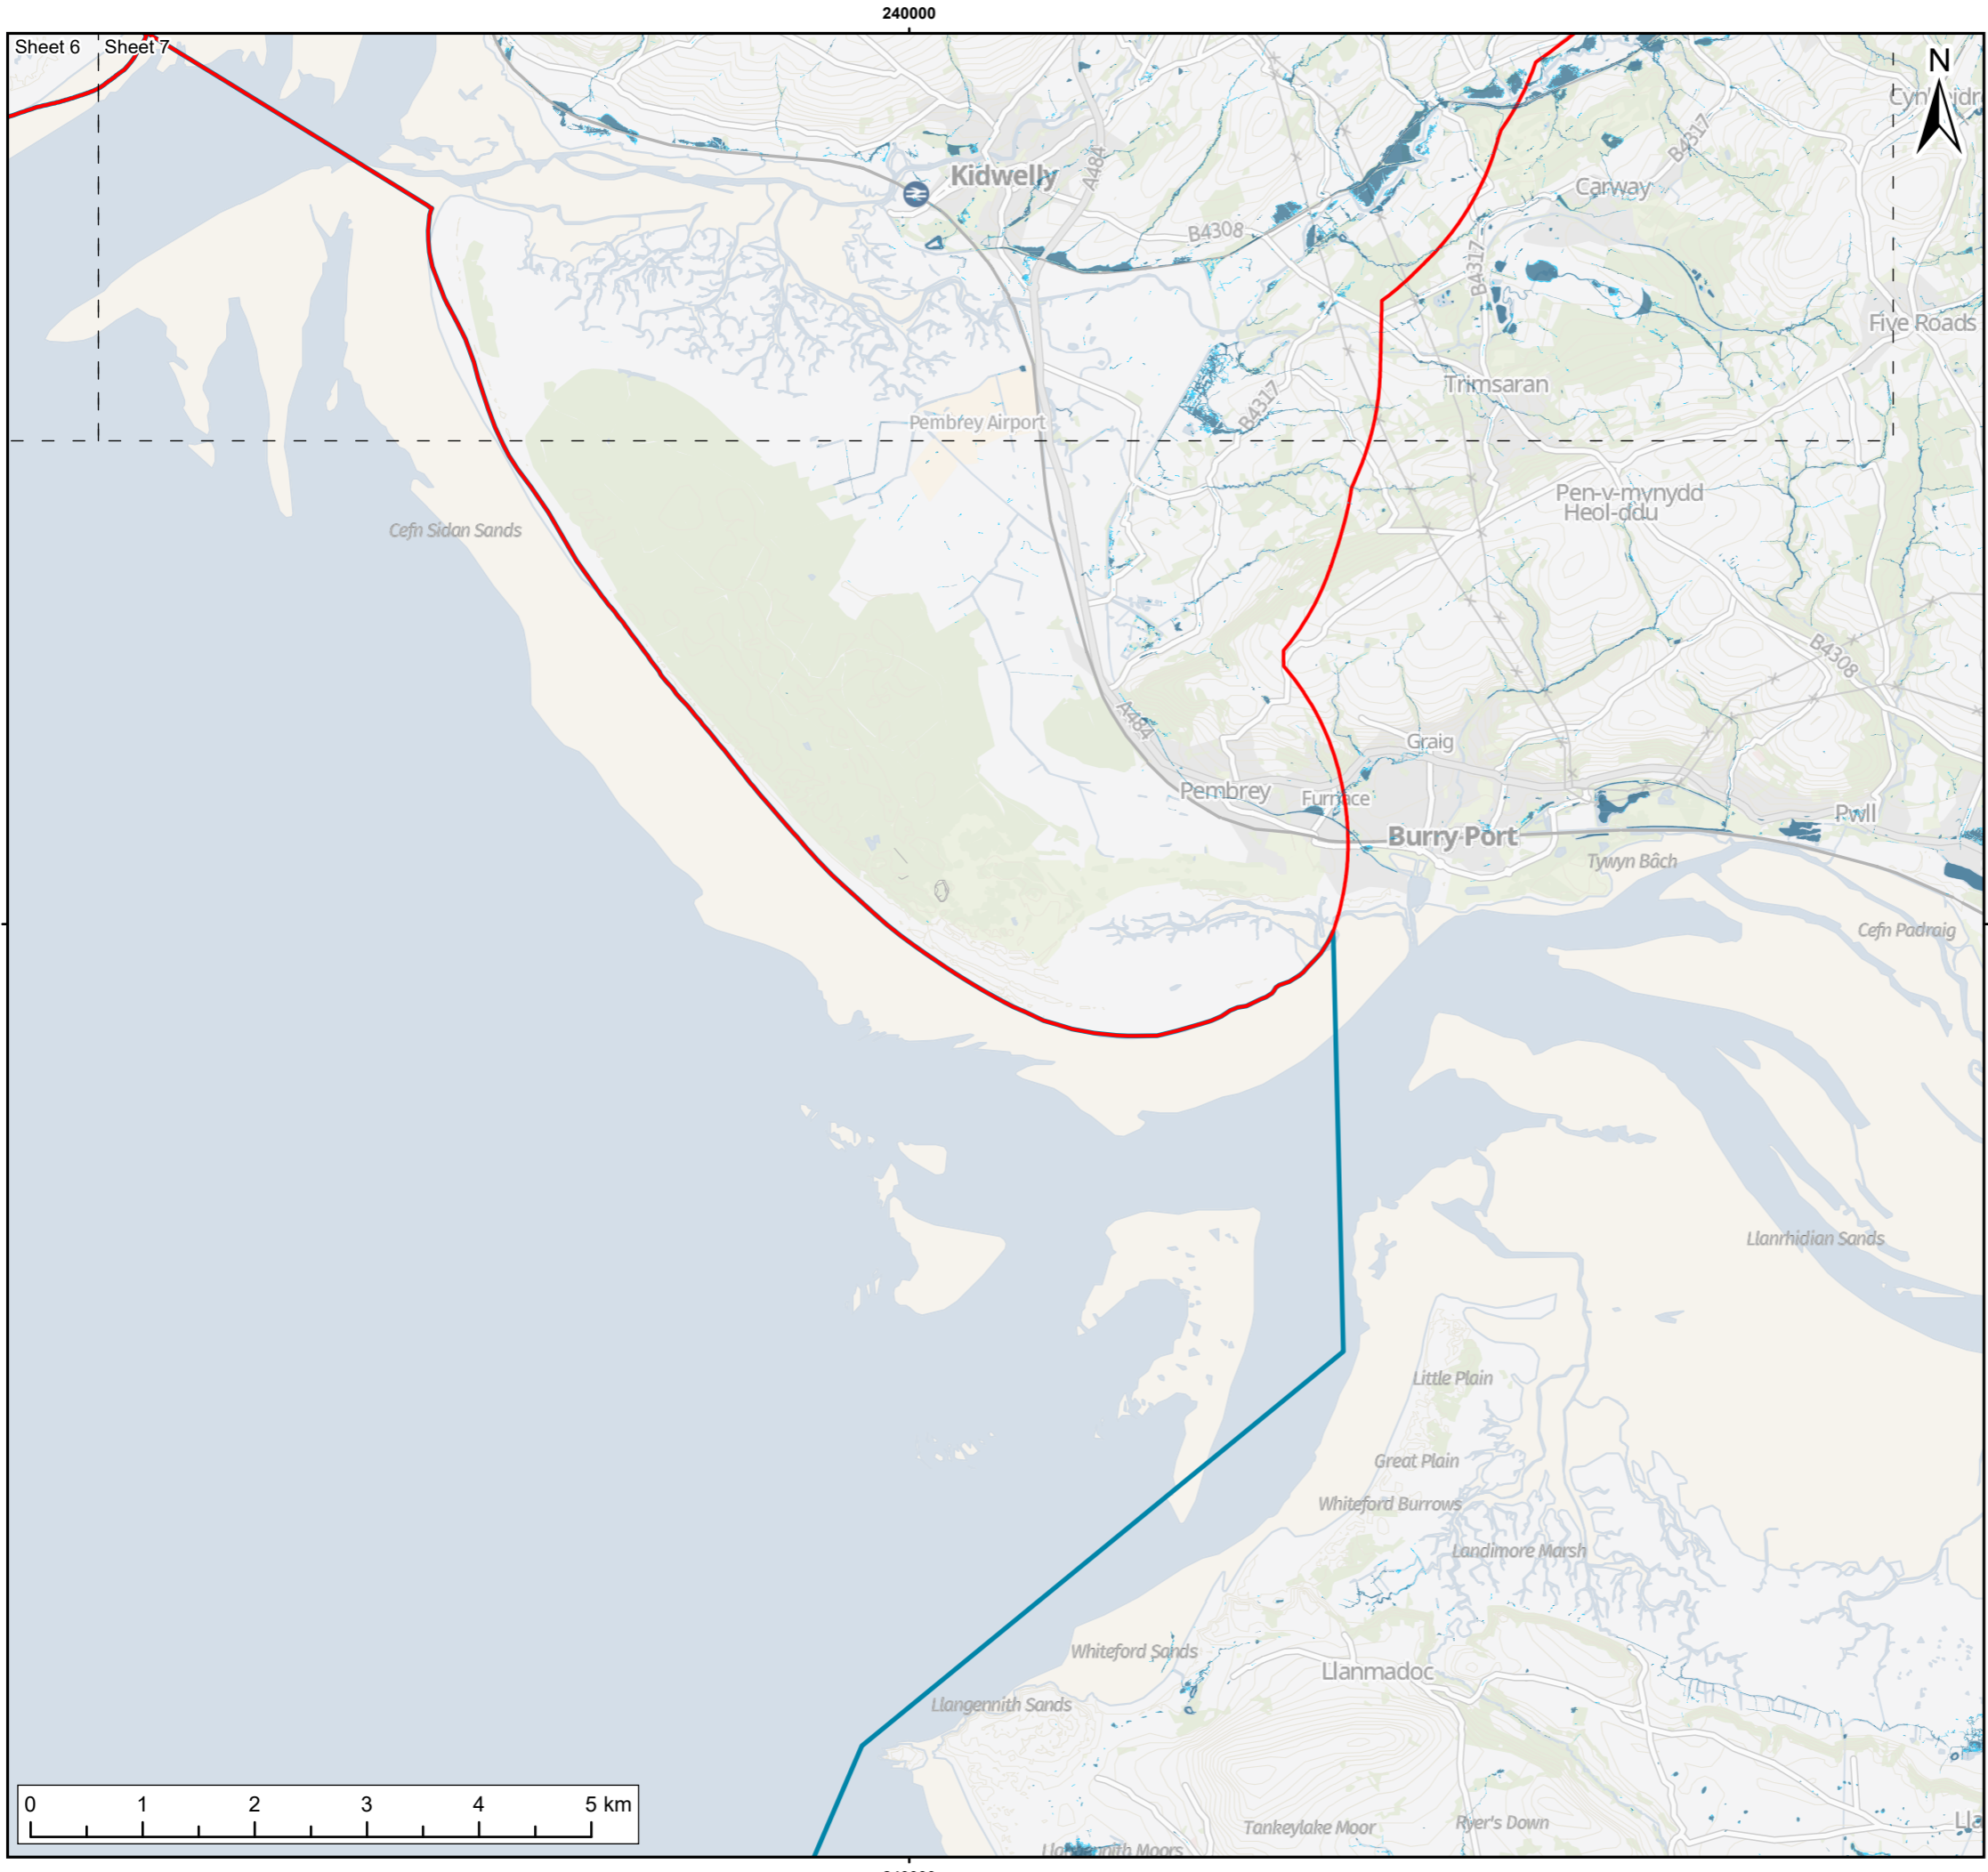 240000
Sheet 6
Sheet 7
N
Kidwelly
A484
B4317
Carway
B4308
B4317
Five Roads
Trimsaran
B4317
Pembrey Airport
Pen-y-mynydd
Heol-ddu
Cefn Sidan Sands
B4308
A484
Graig
Pembrey
Furnace
Pwll
Burry Port
Tywyn Bâch
Cefn Padraig
Llanrhidian Sands
Little Plain
Great Plain
Whiteford Burrows
Landimore Marsh
Whiteford Sands
Llanmadoc
Llangennith Sands
0 1 2 3 4 5 km
Tankeylake Moor
Ryer's Down
Lla
Llangennith Moors